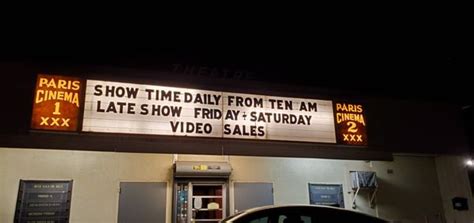 THEATRE
PARIS
CINEMA
1
XXX
SHOW TIME DAILY FROM TEN AM
LATE SHOW FRIDAY + SATURDAY
VIDEO SALES
PARIS
CINEMA
2
XXX